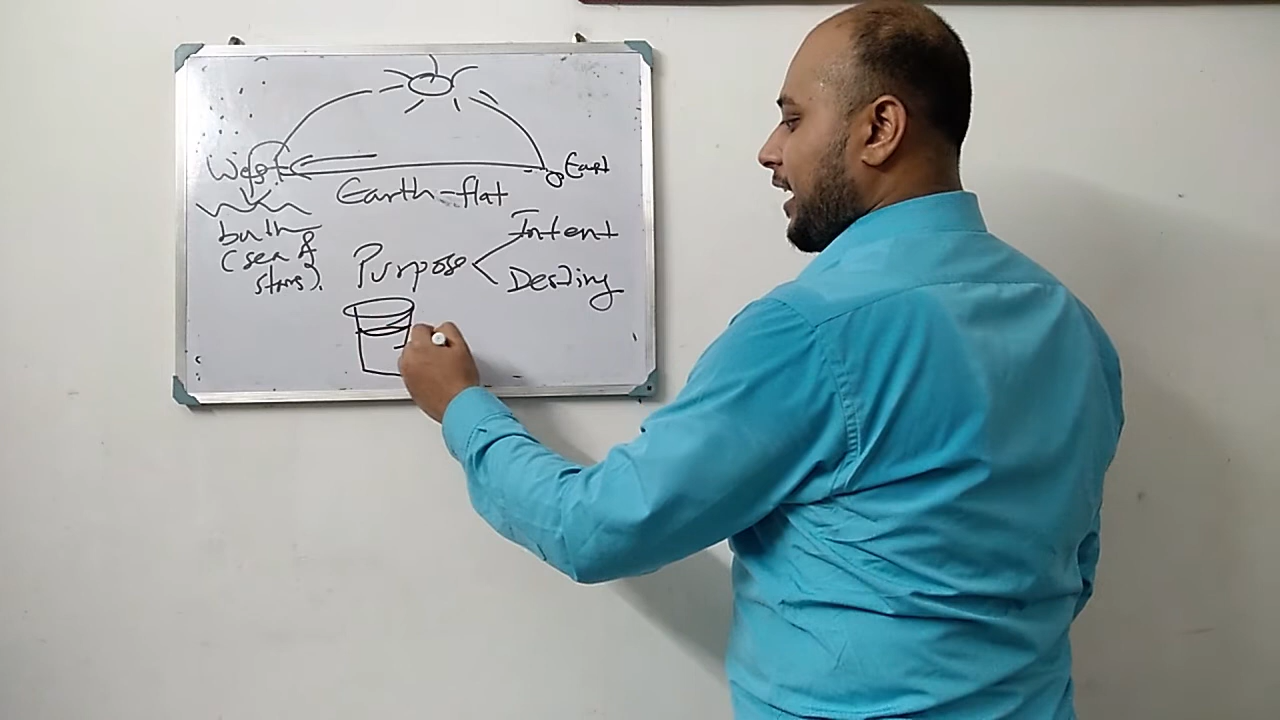 West
East
Earth-flat
bath
(sea of
stars).
Purpose
Intent
Destiny